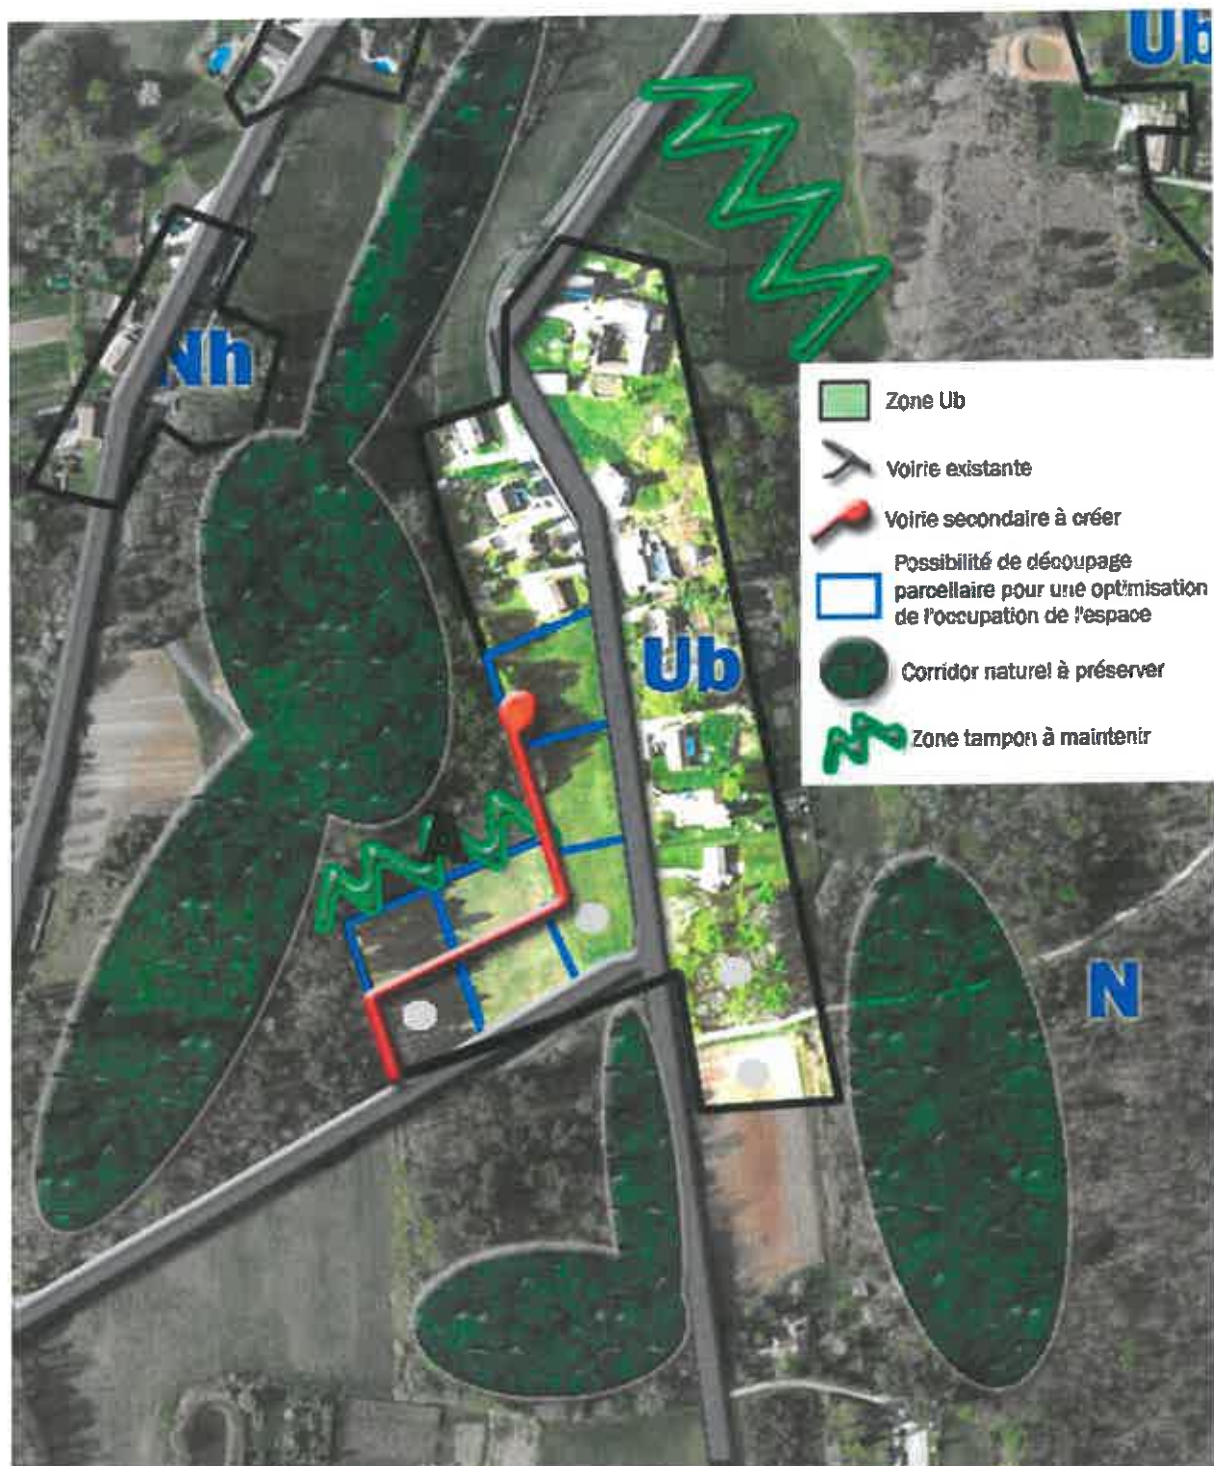 Ub
Nh
Zone Ub
Voirie existante
Voirie secondaire à créer
Possibilité de découpage
parcellaire pour une optimisation
de l'occupation de l'espace
Ub
Corridor naturel à préserver
Zone tampon à maintenir
A
N